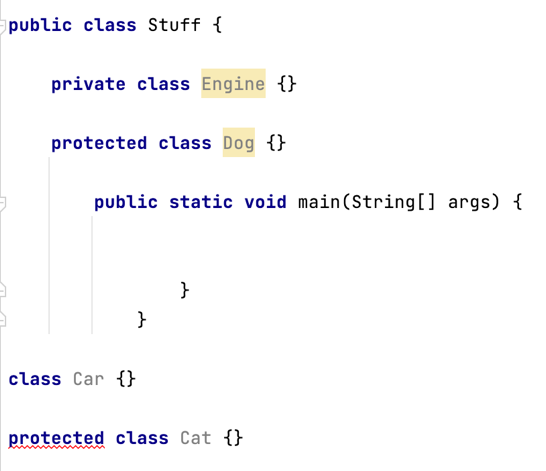 public class Stuff {
private class Engine {}
protected class Dog {}
public static void main(String[] args) {
}
}
class Car {}
protected class Cat {}